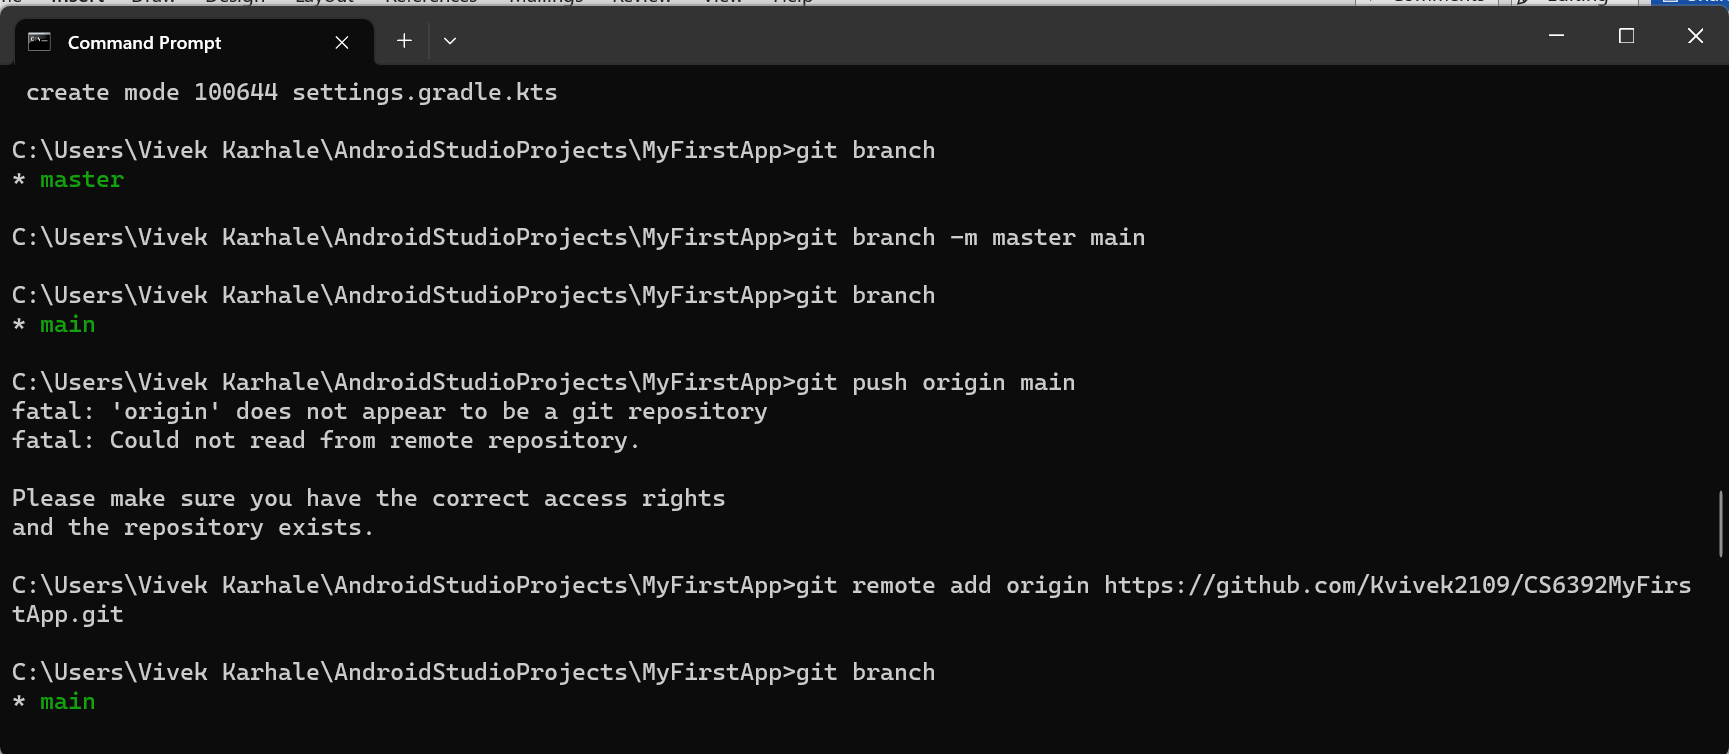 Command Prompt
create mode 100644 settings.gradle.kts
C:\Users\Vivek Karhale\AndroidStudioProjects\MyFirstApp>git branch
* master
C:\Users\Vivek Karhale\AndroidStudioProjects\MyFirstApp>git branch -m master main
C:\Users\Vivek Karhale\AndroidStudioProjects\MyFirstApp>git branch
* main
C:\Users\Vivek Karhale\AndroidStudioProjects\MyFirstApp>git push origin main
fatal: 'origin' does not appear to be a git repository
fatal: Could not read from remote repository.
Please make sure you have the correct access rights
and the repository exists.
C:\Users\Vivek Karhale\AndroidStudioProjects\MyFirstApp>git remote add origin https://github.com/Kvivek2109/CS6392MyFirs
tApp.git
C:\Users\Vivek Karhale\AndroidStudioProjects\MyFirstApp>git branch
* main